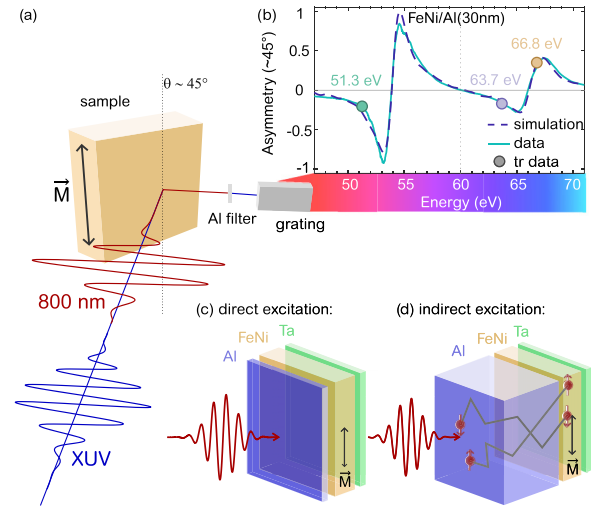 (a)
sample
θ ~ 45°
M
Al filter
grating
800 nm
XUV
(b)
FeNi/Al(30nm)
Asymmetry (~45°)
1
0.5
0
-0.5
-1
51.3 eV
63.7 eV
66.8 eV
simulation
data
tr data
50
55
60
65
70
Energy (eV)
(c) direct excitation:
Ta
FeNi
Al
M
(d) indirect excitation:
Ta
FeNi
Al
M